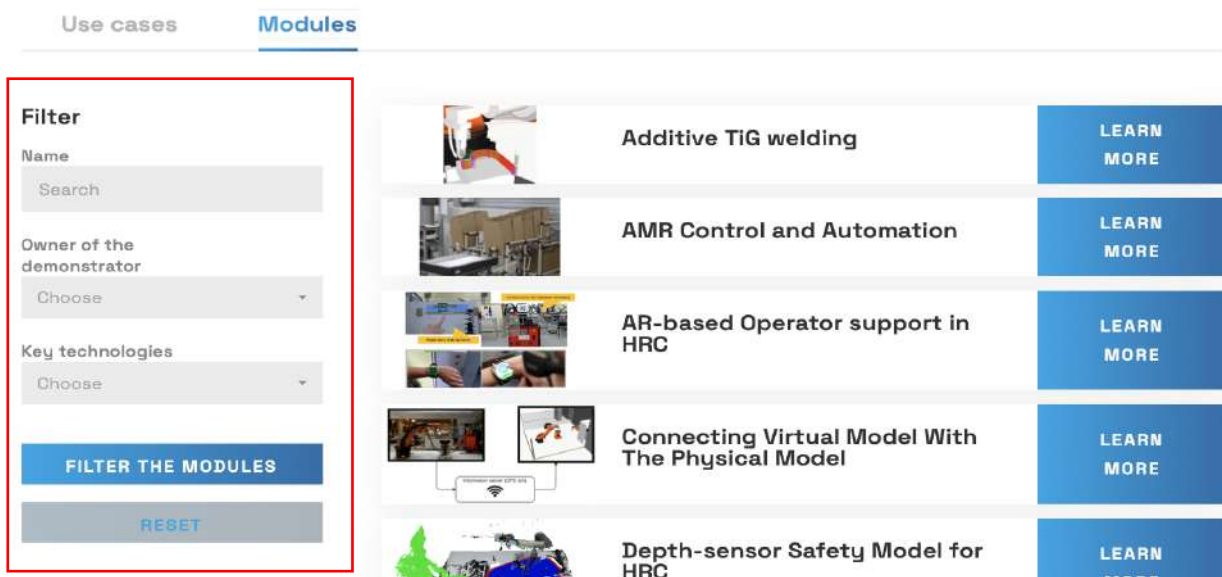 Use cases
Modules
Filter
Name
Search
Owner of the
demonstrator
Choose
Key technologies
Choose
FILTER THE MODULES
RESET
Additive TiG welding
LEARN
MORE
AMR Control and Automation
LEARN
MORE
AR-based Operator support in
HRC
LEARN
MORE
Connecting Virtual Model With
The Physical Model
LEARN
MORE
Depth-sensor Safety Model for
HRC
LEARN
MORE